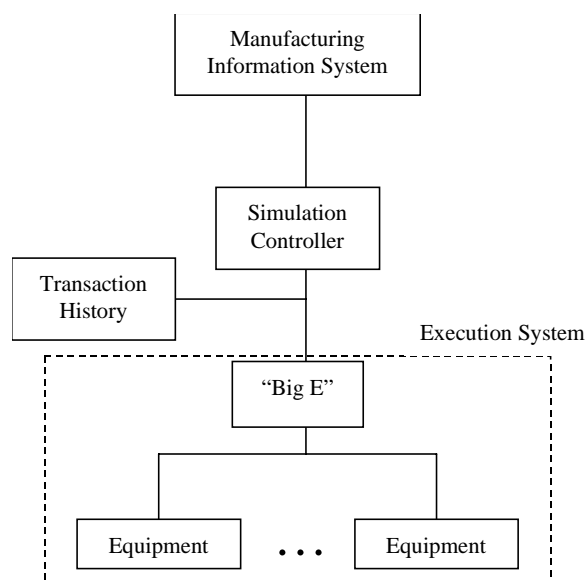 Manufacturing
Information System
Simulation
Controller
Transaction
History
Execution System
“Big E”
Equipment
...
Equipment